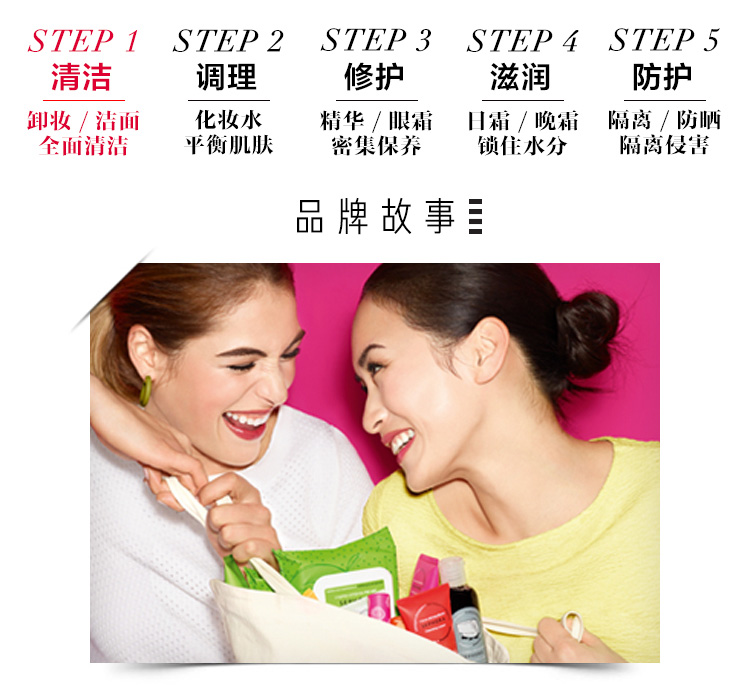 STEP 1
清洁
卸妆 / 洁面
全面清洁
STEP 2
调理
化妆水
平衡肌肤
STEP 3
修护
精华 / 眼霜
密集保养
STEP 4
滋润
日霜 / 晚霜
锁住水分
STEP 5
防护
隔离 / 防晒
隔离侵害
品牌故事